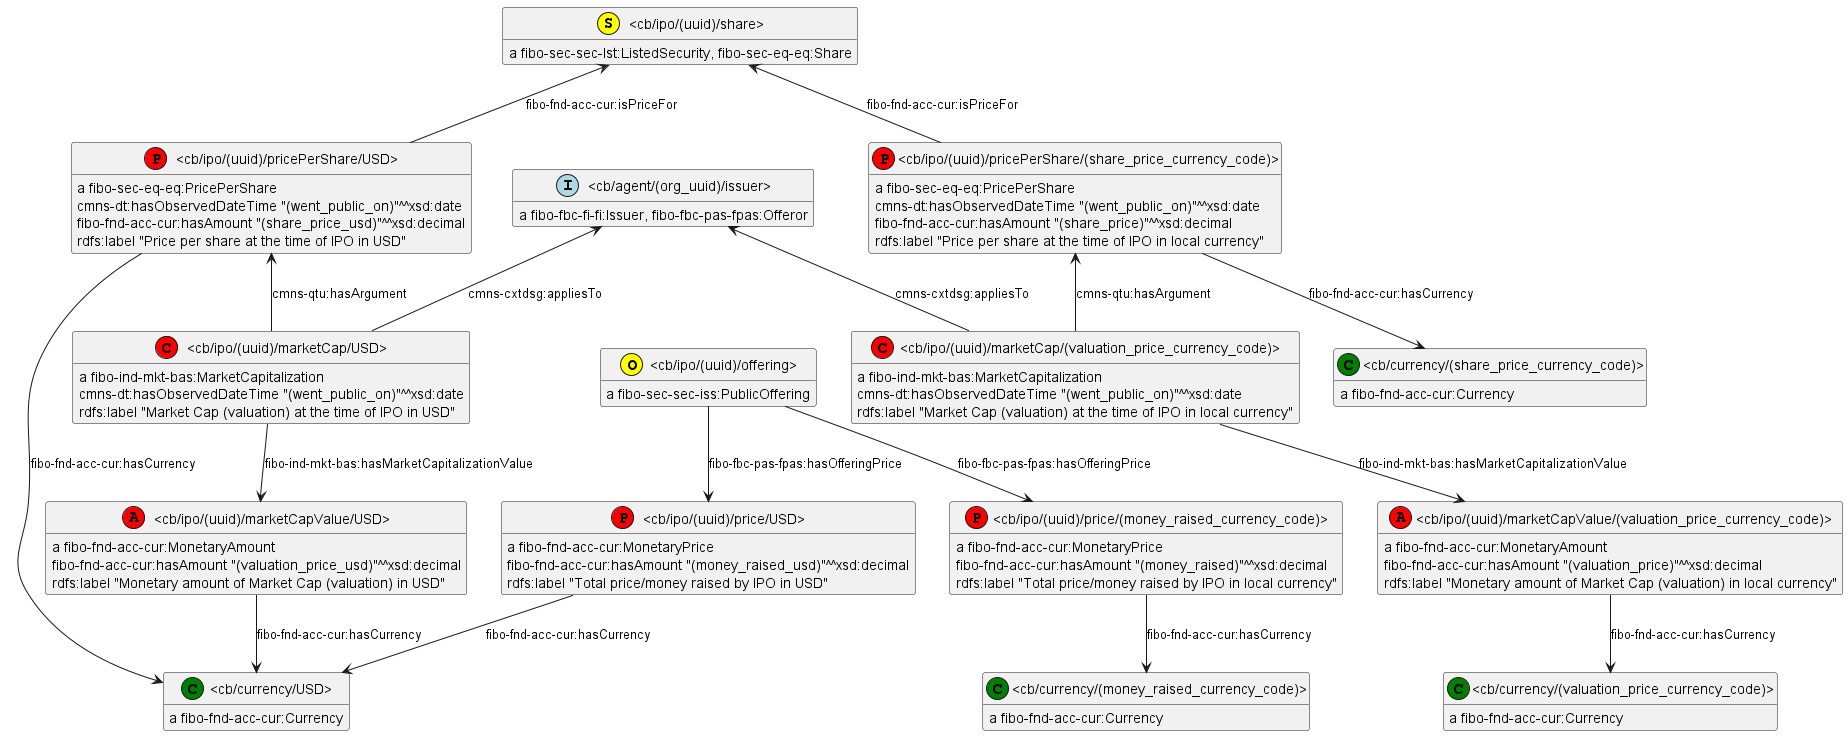 S <cb/ipo/(uuid)/share>
a fibo-sec-sec-lst:ListedSecurity, fibo-sec-eq-eq:Share
fibo-fnd-acc-cur:isPriceFor
fibo-fnd-acc-cur:isPriceFor
P <cb/ipo/(uuid)/pricePerShare/USD>
a fibo-sec-eq-eq:PricePerShare
cmns-dt:hasObservedDateTime "(went_public_on)"^^xsd:date
fibo-fnd-acc-cur:hasAmount "(share_price_usd)"^^xsd:decimal
rdfs:label "Price per share at the time of IPO in USD"
I <cb/agent/(org_uuid)/issuer>
a fibo-fbc-fi-fi:Issuer, fibo-fbc-pas-fpas:Offeror
P <cb/ipo/(uuid)/pricePerShare/(share_price_currency_code)>
a fibo-sec-eq-eq:PricePerShare
cmns-dt:hasObservedDateTime "(went_public_on)"^^xsd:date
fibo-fnd-acc-cur:hasAmount "(share_price)"^^xsd:decimal
rdfs:label "Price per share at the time of IPO in local currency"
cmns-qtu:hasArgument
cmns-cxtdsg:appliesTo
cmns-cxtdsg:appliesTo
cmns-qtu:hasArgument
fibo-fnd-acc-cur:hasCurrency
C <cb/ipo/(uuid)/marketCap/USD>
a fibo-ind-mkt-bas:MarketCapitalization
cmns-dt:hasObservedDateTime "(went_public_on)"^^xsd:date
rdfs:label "Market Cap (valuation) at the time of IPO in USD"
O <cb/ipo/(uuid)/offering>
a fibo-sec-sec-iss:PublicOffering
C <cb/ipo/(uuid)/marketCap/(valuation_price_currency_code)>
a fibo-ind-mkt-bas:MarketCapitalization
cmns-dt:hasObservedDateTime "(went_public_on)"^^xsd:date
rdfs:label "Market Cap (valuation) at the time of IPO in local currency"
C <cb/currency/(share_price_currency_code)>
a fibo-fnd-acc-cur:Currency
fibo-fnd-acc-cur:hasCurrency
fibo-ind-mkt-bas:hasMarketCapitalizationValue
fibo-fbc-pas-fpas:hasOfferingPrice
fibo-fbc-pas-fpas:hasOfferingPrice
fibo-ind-mkt-bas:hasMarketCapitalizationValue
A <cb/ipo/(uuid)/marketCapValue/USD>
a fibo-fnd-acc-cur:MonetaryAmount
fibo-fnd-acc-cur:hasAmount "(valuation_price_usd)"^^xsd:decimal
rdfs:label "Monetary amount of Market Cap (valuation) in USD"
P <cb/ipo/(uuid)/price/USD>
a fibo-fnd-acc-cur:MonetaryPrice
fibo-fnd-acc-cur:hasAmount "(money_raised_usd)"^^xsd:decimal
rdfs:label "Total price/money raised by IPO in USD"
P <cb/ipo/(uuid)/price/(money_raised_currency_code)>
a fibo-fnd-acc-cur:MonetaryPrice
fibo-fnd-acc-cur:hasAmount "(money_raised)"^^xsd:decimal
rdfs:label "Total price/money raised by IPO in local currency"
A <cb/ipo/(uuid)/marketCapValue/(valuation_price_currency_code)>
a fibo-fnd-acc-cur:MonetaryAmount
fibo-fnd-acc-cur:hasAmount "(valuation_price)"^^xsd:decimal
rdfs:label "Monetary amount of Market Cap (valuation) in local currency"
fibo-fnd-acc-cur:hasCurrency
fibo-fnd-acc-cur:hasCurrency
fibo-fnd-acc-cur:hasCurrency
fibo-fnd-acc-cur:hasCurrency
C <cb/currency/USD>
a fibo-fnd-acc-cur:Currency
C <cb/currency/(money_raised_currency_code)>
a fibo-fnd-acc-cur:Currency
C <cb/currency/(valuation_price_currency_code)>
a fibo-fnd-acc-cur:Currency